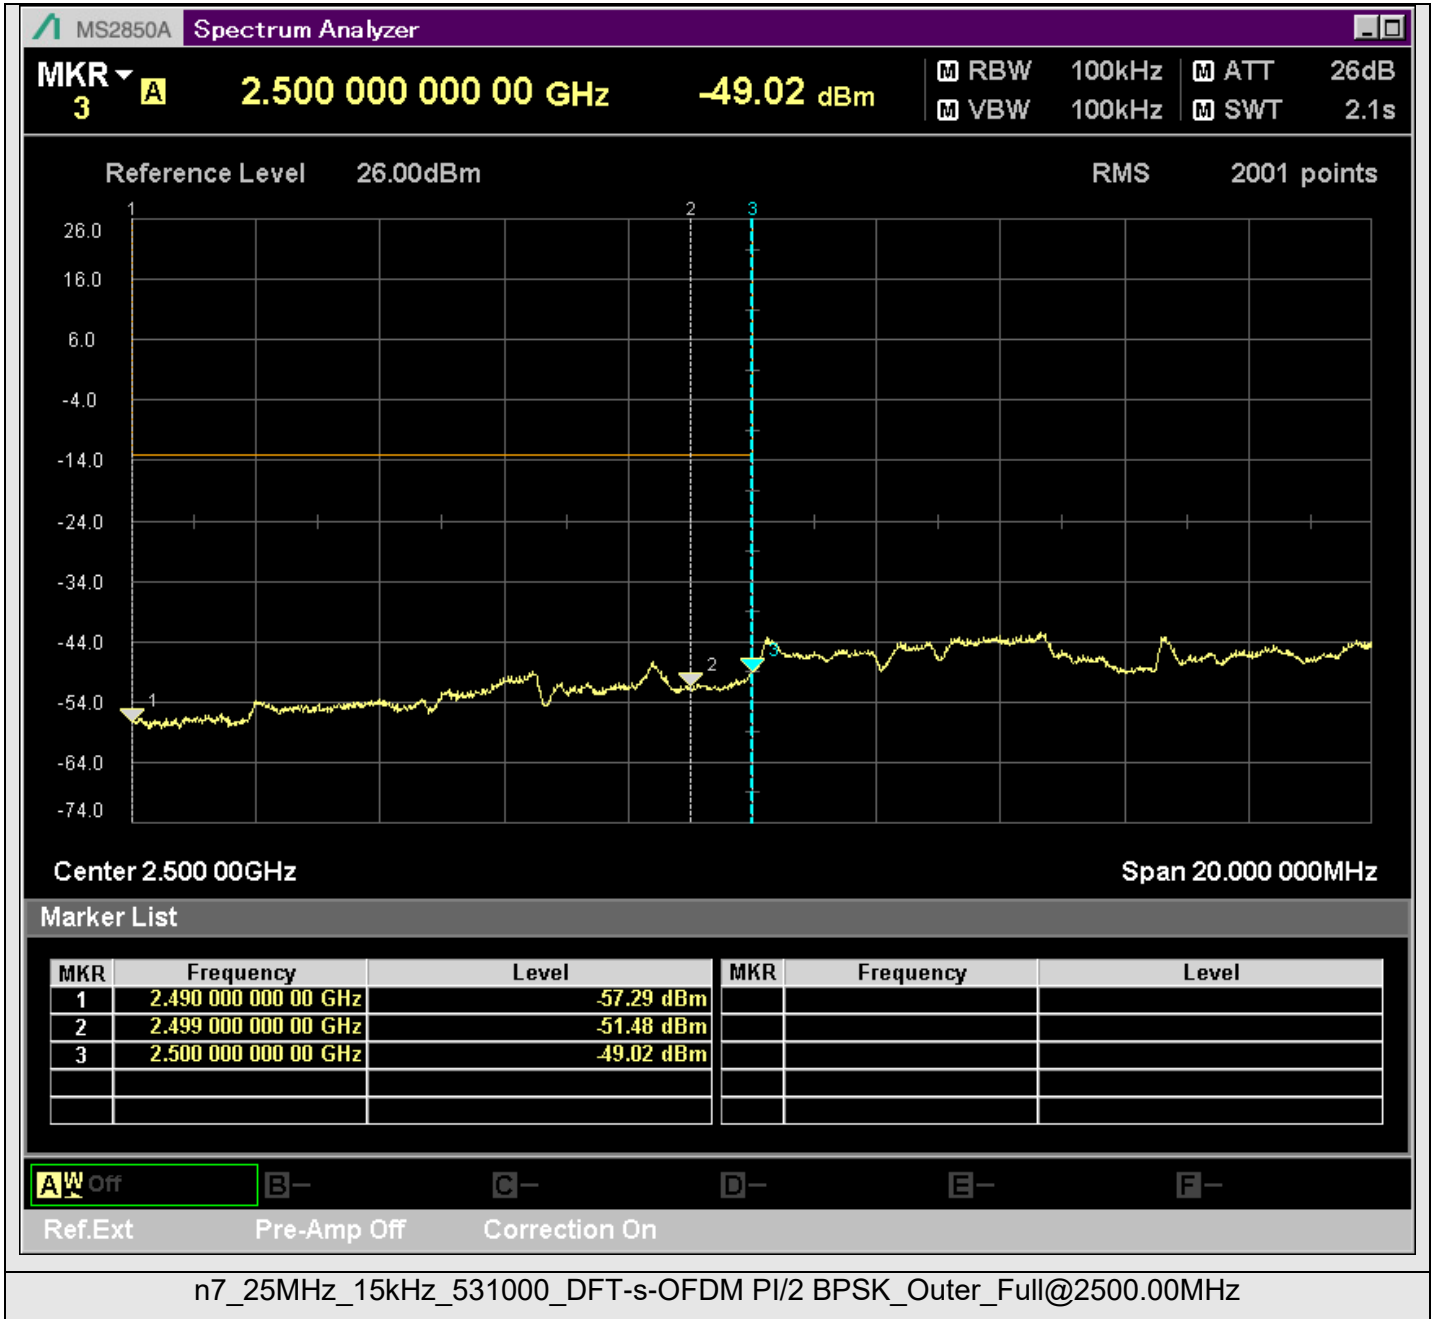 MS2850A Spectrum Analyzer
MKR A 2.500 000 000 00 GHz -49.02 dBm M RBW 100kHz M ATT 26dB
3 M VBW 100kHz M SWT 2.1s
Reference Level 26.00dBm RMS 2001 points
1 2 3
26.0
16.0
6.0
-4.0
-14.0
-24.0
-34.0
-44.0
3
2
-54.0 1
-64.0
-74.0
Center 2.500 00GHz Span 20.000 000MHz
Marker List
MKR Frequency Level MKR Frequency Level
1 2.490 000 000 00 GHz -57.29 dBm
2 2.499 000 000 00 GHz -51.48 dBm
3 2.500 000 000 00 GHz -49.02 dBm
A W Off B - C - D - E - F -
Ref.Ext Pre-Amp Off Correction On
n7_25MHz_15kHz_531000_DFT-s-OFDM PI/2 BPSK_Outer_Full@2500.00MHz